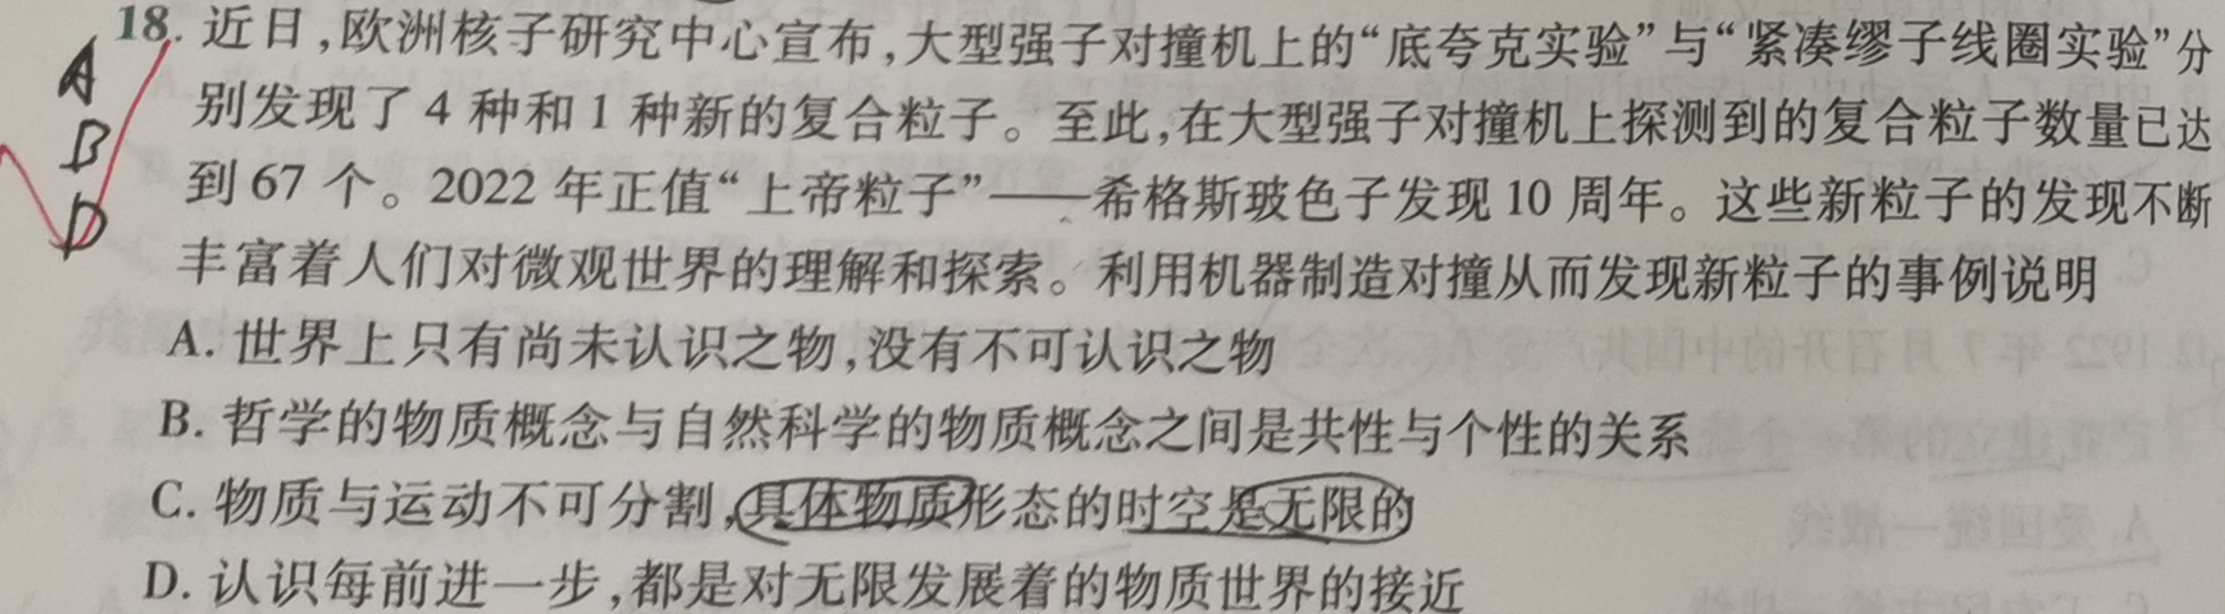 18. 近日,欧洲核子研究中心宣布,大型强子对撞机上的“底夸克实验”与“紧凑缪子线圈实验”分
别发现了 4 种和 1 种新的复合粒子。至此,在大型强子对撞机上探测到的复合粒子数量已达
到 67 个。2022 年正值“上帝粒子”——希格斯玻色子发现 10 周年。这些新粒子的发现不断
丰富着人们对微观世界的理解和探索。利用机器制造对撞从而发现新粒子的事例说明
A. 世界上只有尚未认识之物,没有不可认识之物
B. 哲学的物质概念与自然科学的物质概念之间是共性与个性的关系
C. 物质与运动不可分割,具体物质形态的时空是无限的
D. 认识每前进一步,都是对无限发展着的物质世界的接近
A
B
D